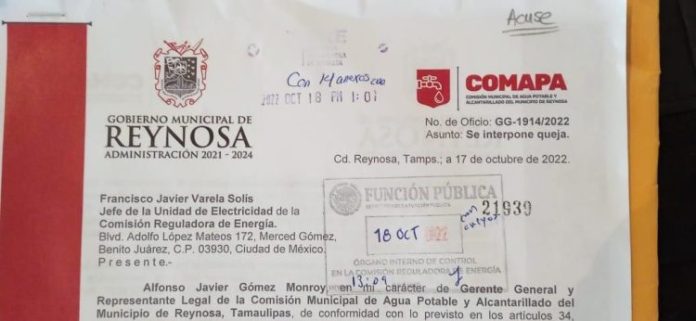 Acuse
Con 14 anexos
2022 OCT 18 PM 1:01
GOBIERNO MUNICIPAL DE
REYNOSA
ADMINISTRACIÓN 2021 - 2024
COMAPA
COMISIÓN MUNICIPAL DE AGUA POTABLE Y
ALCANTARILLADO DEL MUNICIPIO DE REYNOSA
No. de Oficio: GG-1914/2022
Asunto: Se interpone queja.
Cd. Reynosa, Tamps.; a 17 de octubre de 2022.
Francisco Javier Varela Solís
Jefe de la Unidad de Electricidad de la
Comisión Reguladora de Energía.
Blvd. Adolfo López Mateos 172, Merced Gómez,
Benito Juárez, C.P. 03930, Ciudad de México,
P r e s e n t e .-
FUNCIÓN PÚBLICA
21939
con
18 OCT 2022
ÓRGANO INTERNO DE CONTROL
EN LA COMISIÓN REGULADORA DE ENERGÍA
13:09
Alfonso Javier Gómez Monroy, en mi carácter de Gerente General y
Representante Legal de la Comisión Municipal de Agua Potable y Alcantarillado del
Municipio de Reynosa, Tamaulipas, de conformidad con lo previsto en los artículos 34,